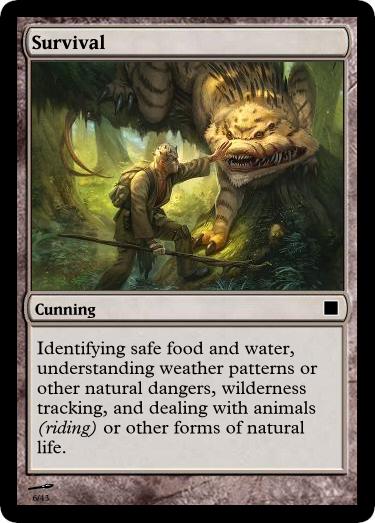 Survival
Cunning
Identifying safe food and water,
understanding weather patterns or
other natural dangers, wilderness
tracking, and dealing with animals
(riding) or other forms of natural
life.
6/43